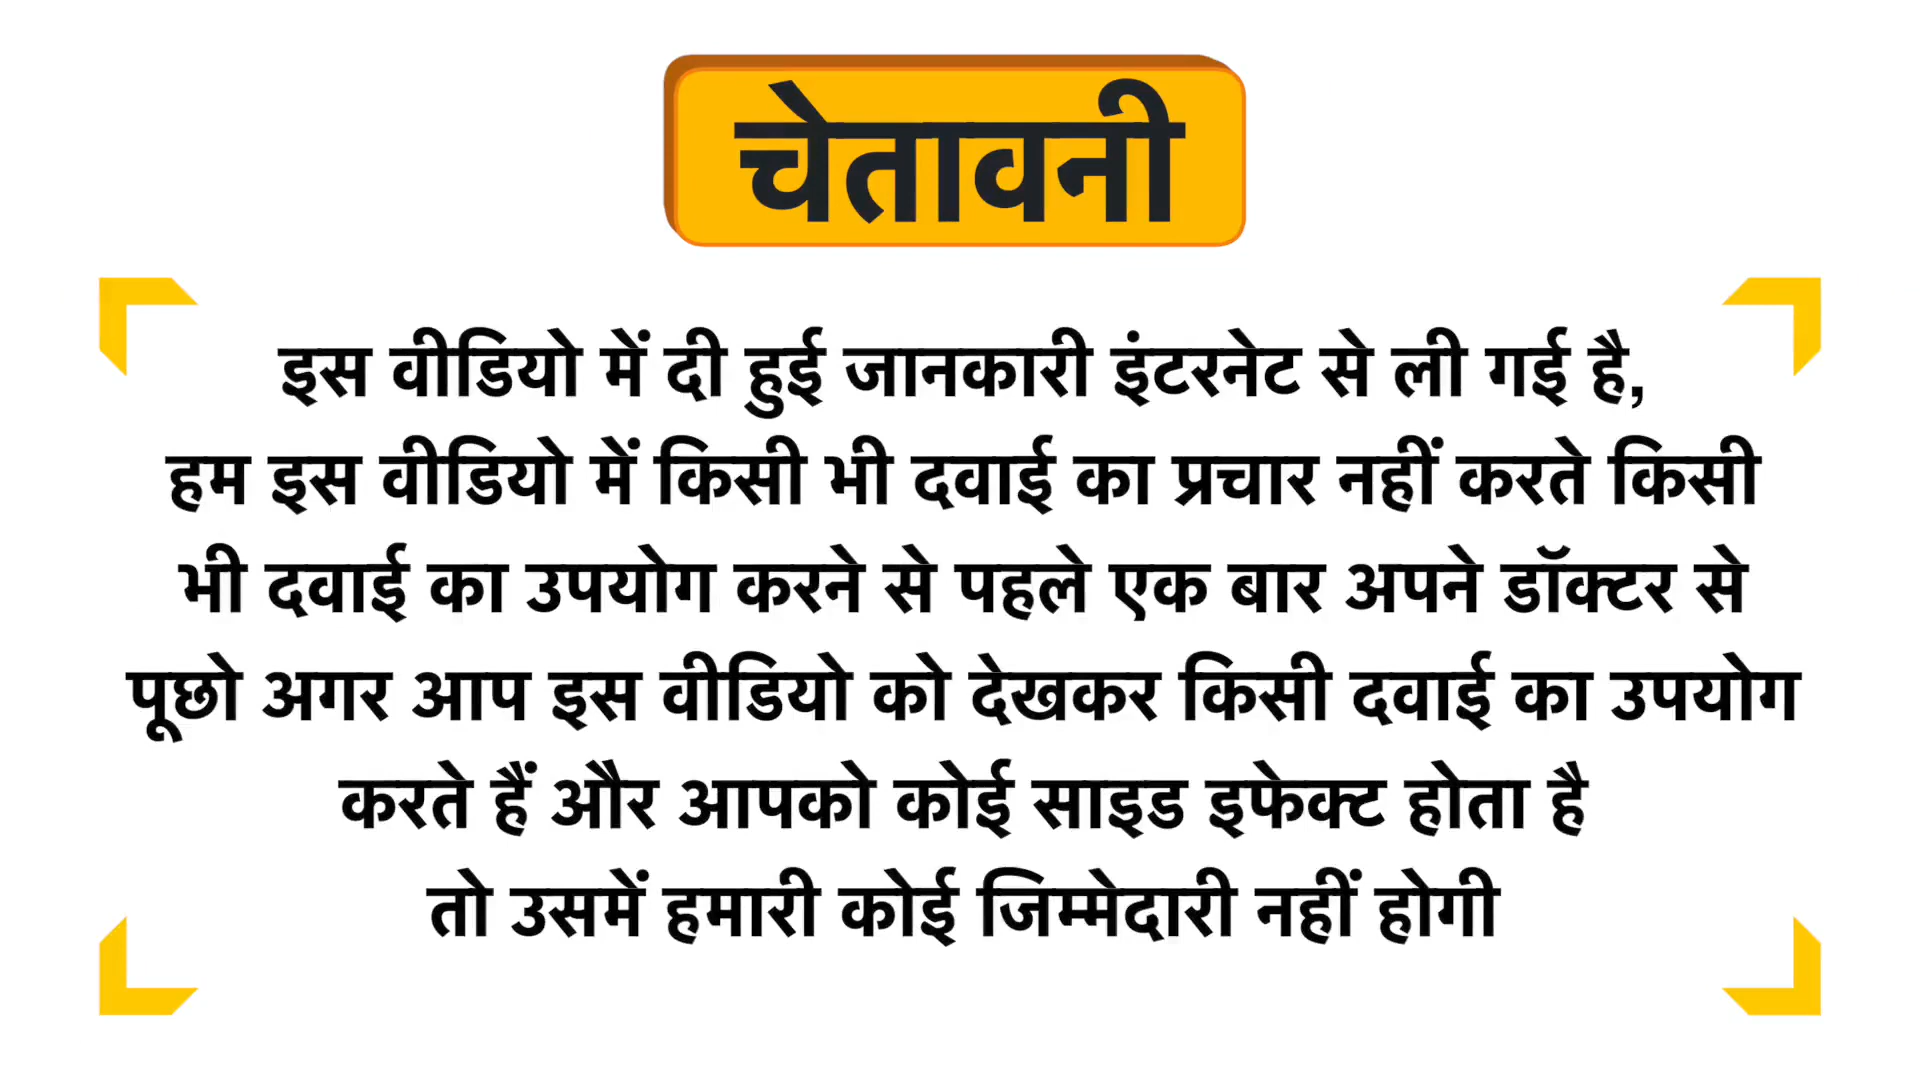 चेतावनी
इस वीडियो में दी हुई जानकारी इंटरनेट से ली गई है,
हम इस वीडियो में किसी भी दवाई का प्रचार नहीं करते किसी
भी दवाई का उपयोग करने से पहले एक बार अपने डॉक्टर से
पूछो अगर आप इस वीडियो को देखकर किसी दवाई का उपयोग
करते हैं और आपको कोई साइड इफेक्ट होता है
तो उसमें हमारी कोई जिम्मेदारी नहीं होगी